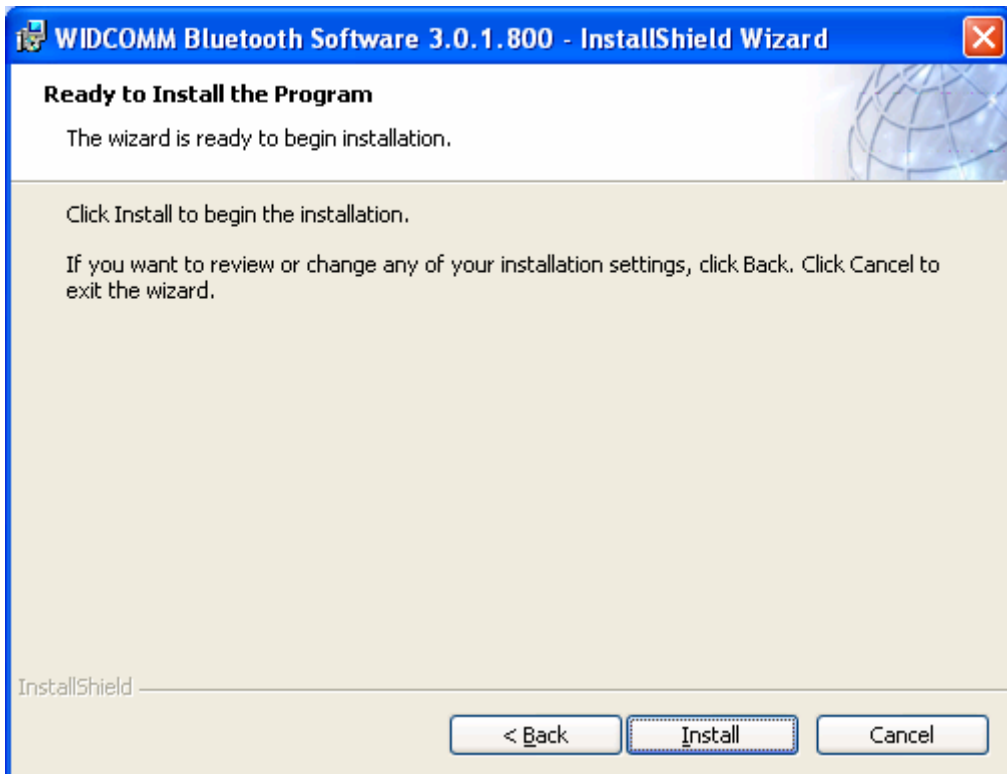 WIDCOMM Bluetooth Software 3.0.1.800 - InstallShield Wizard
Ready to Install the Program
The wizard is ready to begin installation.
Click Install to begin the installation.
If you want to review or change any of your installation settings, click Back. Click Cancel to
exit the wizard.
InstallShield
< Back
Install
Cancel